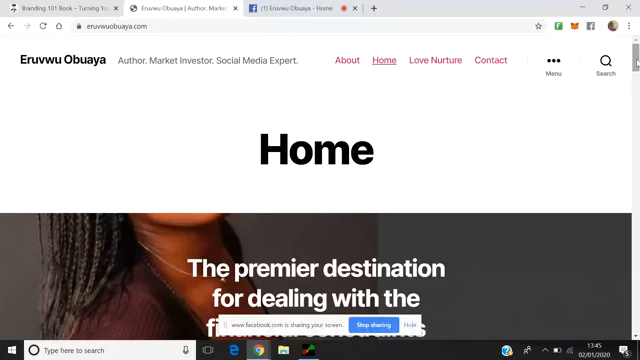 Branding 101 Book – Turning Yo
Eruvwu Obuaya | Author, Market
(1) Eruvwu Obuaya - Home
eruvwuobuaya.com
Eruvwu Obuaya
Author. Market Investor. Social Media Expert.
About
Home
Love Nurture
Contact
Menu
Search
Home
The premier destination
for dealing with the
www.facebook.com is sharing your screen.
Stop sharing
Hide
Type here to search
13:45
02/01/2020